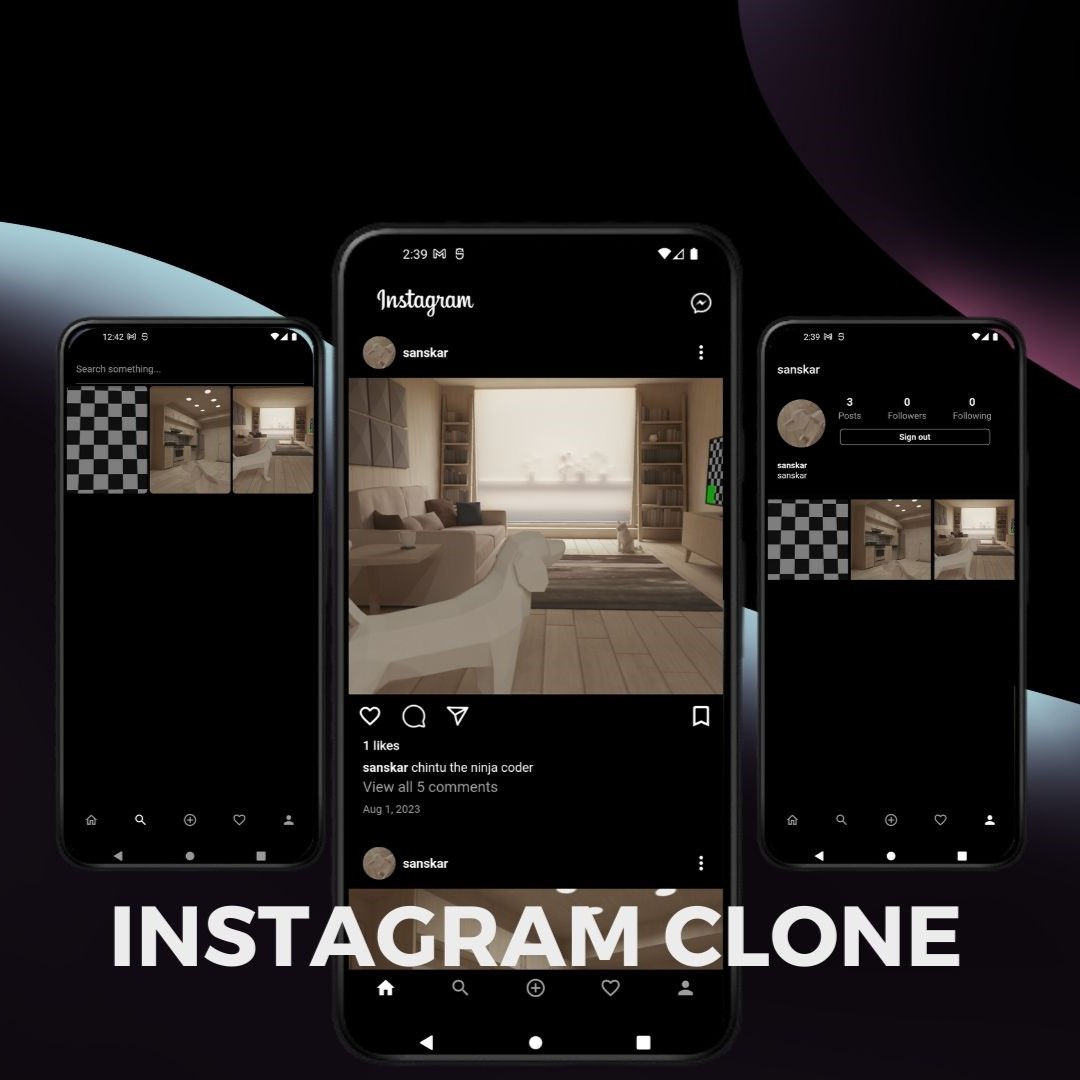 12:42
Search something...
2:39
Instagram
sanskar
1 likes
sanskar chintu the ninja coder
View all 5 comments
Aug 1, 2023
sanskar
2:39
sanskar
3 0 0
Posts Followers Following
Sign out
sanskar
sanskar
INSTAGRAM CLONE